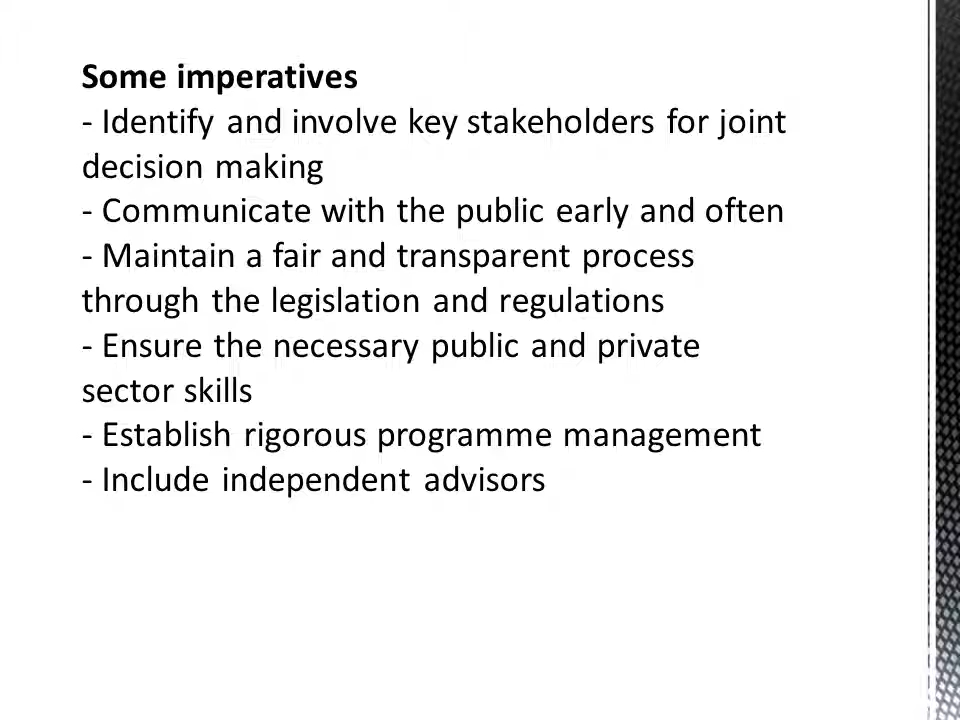 Some imperatives
- Identify and involve key stakeholders for joint
decision making
- Communicate with the public early and often
- Maintain a fair and transparent process
through the legislation and regulations
- Ensure the necessary public and private
sector skills
- Establish rigorous programme management
- Include independent advisors